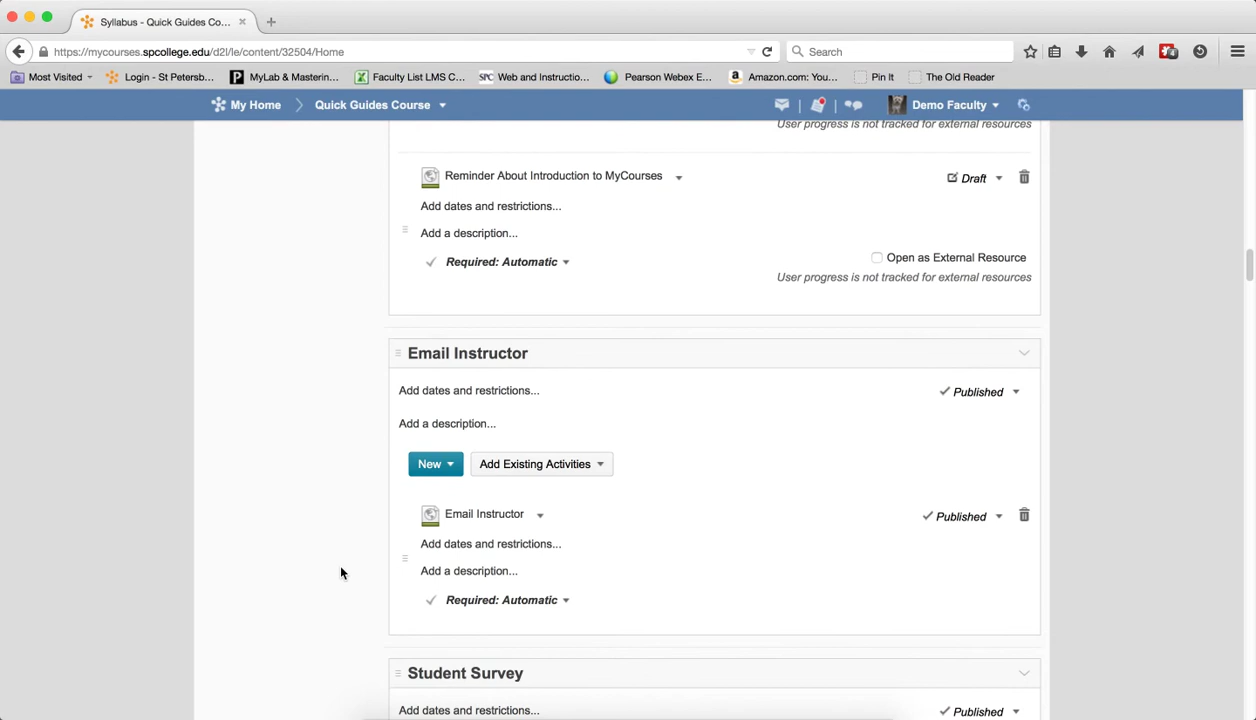 Syllabus - Quick Guides Co...
https://mycourses.spcollege.edu/d2l/le/content/32504/Home
Search
Most Visited
Login - St Petersb...
MyLab & Masterin...
Faculty List LMS C...
SPC Web and Instructio...
Pearson Webex E...
Amazon.com: You...
Pin It
The Old Reader
My Home
Quick Guides Course
Demo Faculty
User progress is not tracked for external resources
Reminder About Introduction to MyCourses
Draft
Add dates and restrictions...
Add a description...
Required: Automatic
Open as External Resource
User progress is not tracked for external resources
Email Instructor
Add dates and restrictions...
Published
Add a description...
New
Add Existing Activities
Email Instructor
Published
Add dates and restrictions...
Add a description...
Required: Automatic
Student Survey
Add dates and restrictions...
Published